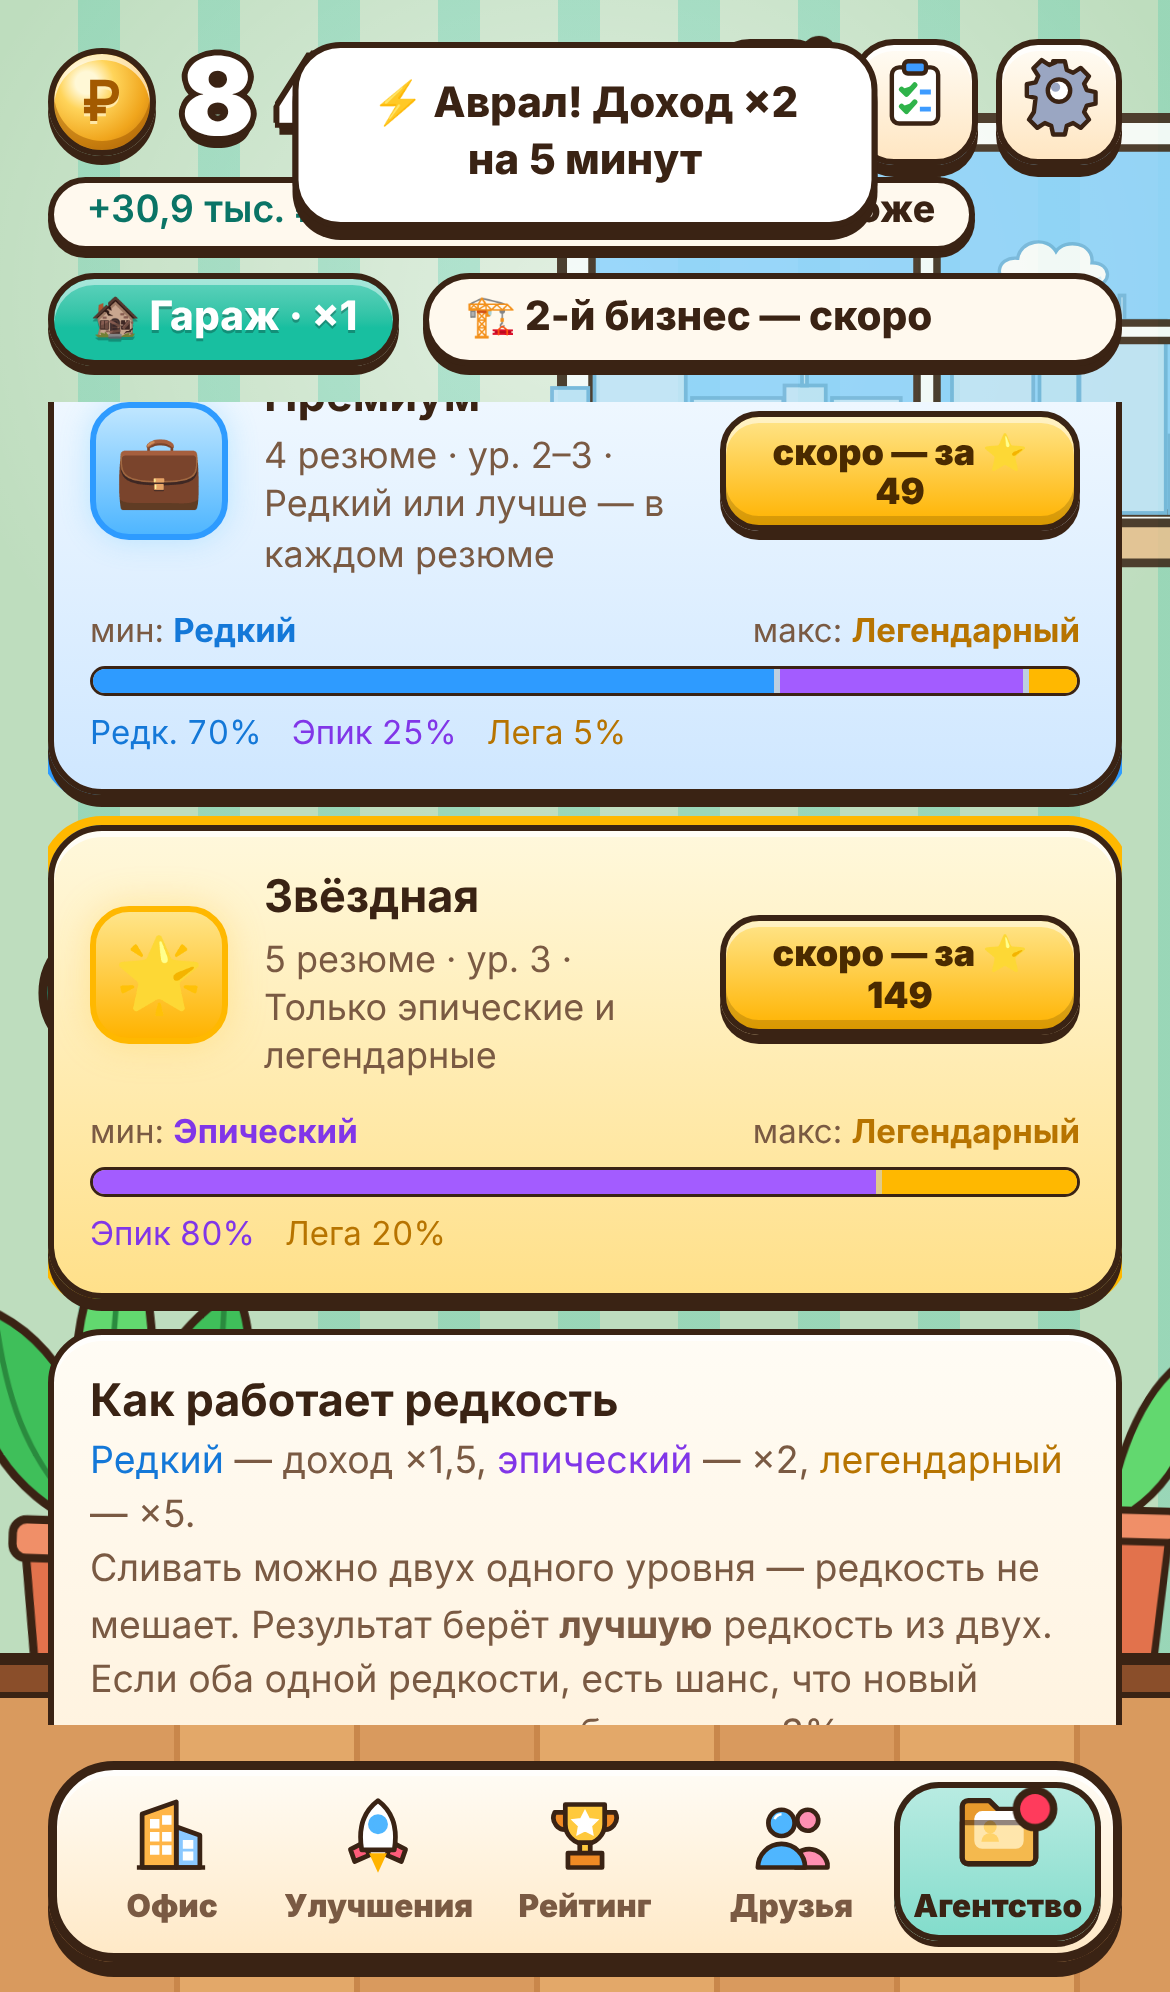 ₽ 8
⚡ Аврал! Доход ×2
на 5 минут
+30,9 тыс.
Гараж · ×1
2-й бизнес — скоро
Премиум
4 резюме · ур. 2–3 ·
Редкий или лучше — в
каждом резюме
скоро — за ⭐
49
мин: Редкий
макс: Легендарный
Редк. 70% Эпик 25% Лега 5%
Звёздная
5 резюме · ур. 3 ·
Только эпические и
легендарные
скоро — за ⭐
149
мин: Эпический
макс: Легендарный
Эпик 80% Лега 20%
Как работает редкость
Редкий — доход ×1,5, эпический — ×2, легендарный
— ×5.
Сливать можно двух одного уровня — редкость не
мешает. Результат берёт лучшую редкость из двух.
Если оба одной редкости, есть шанс, что новый
Офис
Улучшения
Рейтинг
Друзья
Агентство